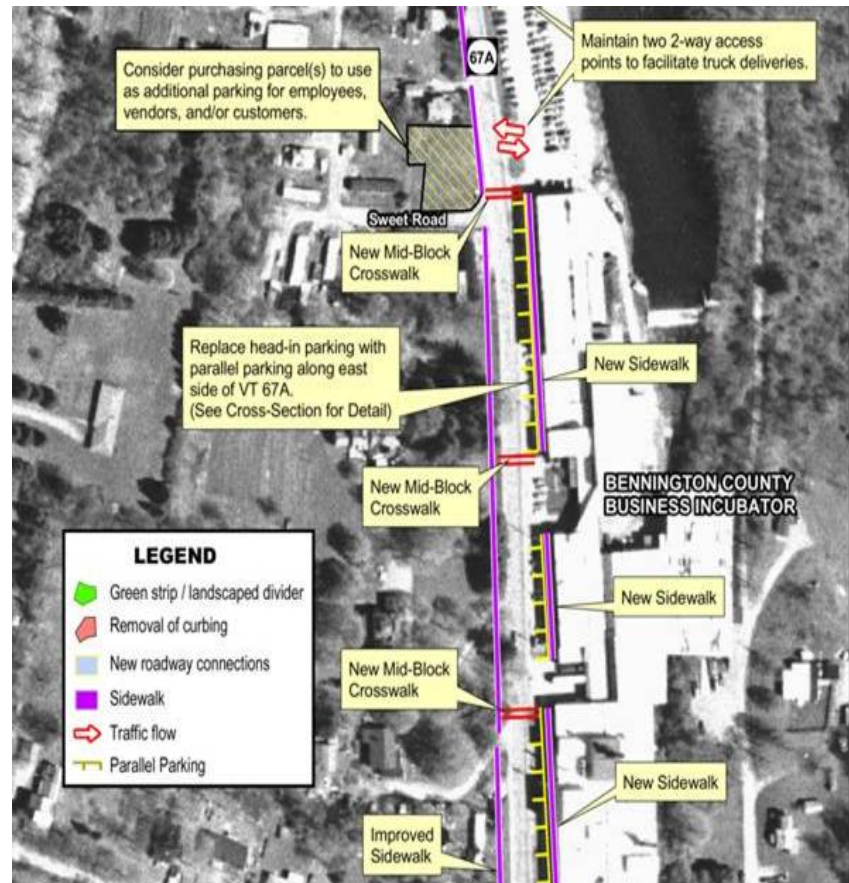 67A
Maintain two 2-way access
points to facilitate truck deliveries.
Consider purchasing parcel(s) to use
as additional parking for employees,
vendors, and/or customers.
Sweet Road
New Mid-Block
Crosswalk
Replace head-in parking with
parallel parking along east
side of VT 67A.
(See Cross-Section for Detail)
New Sidewalk
New Mid-Block
Crosswalk
BENNINGTON COUNTY
BUSINESS INCUBATOR
LEGEND
Green strip / landscaped divider
Removal of curbing
New roadway connections
Sidewalk
Traffic flow
Parallel Parking
New Sidewalk
New Mid-Block
Crosswalk
New Sidewalk
Improved
Sidewalk